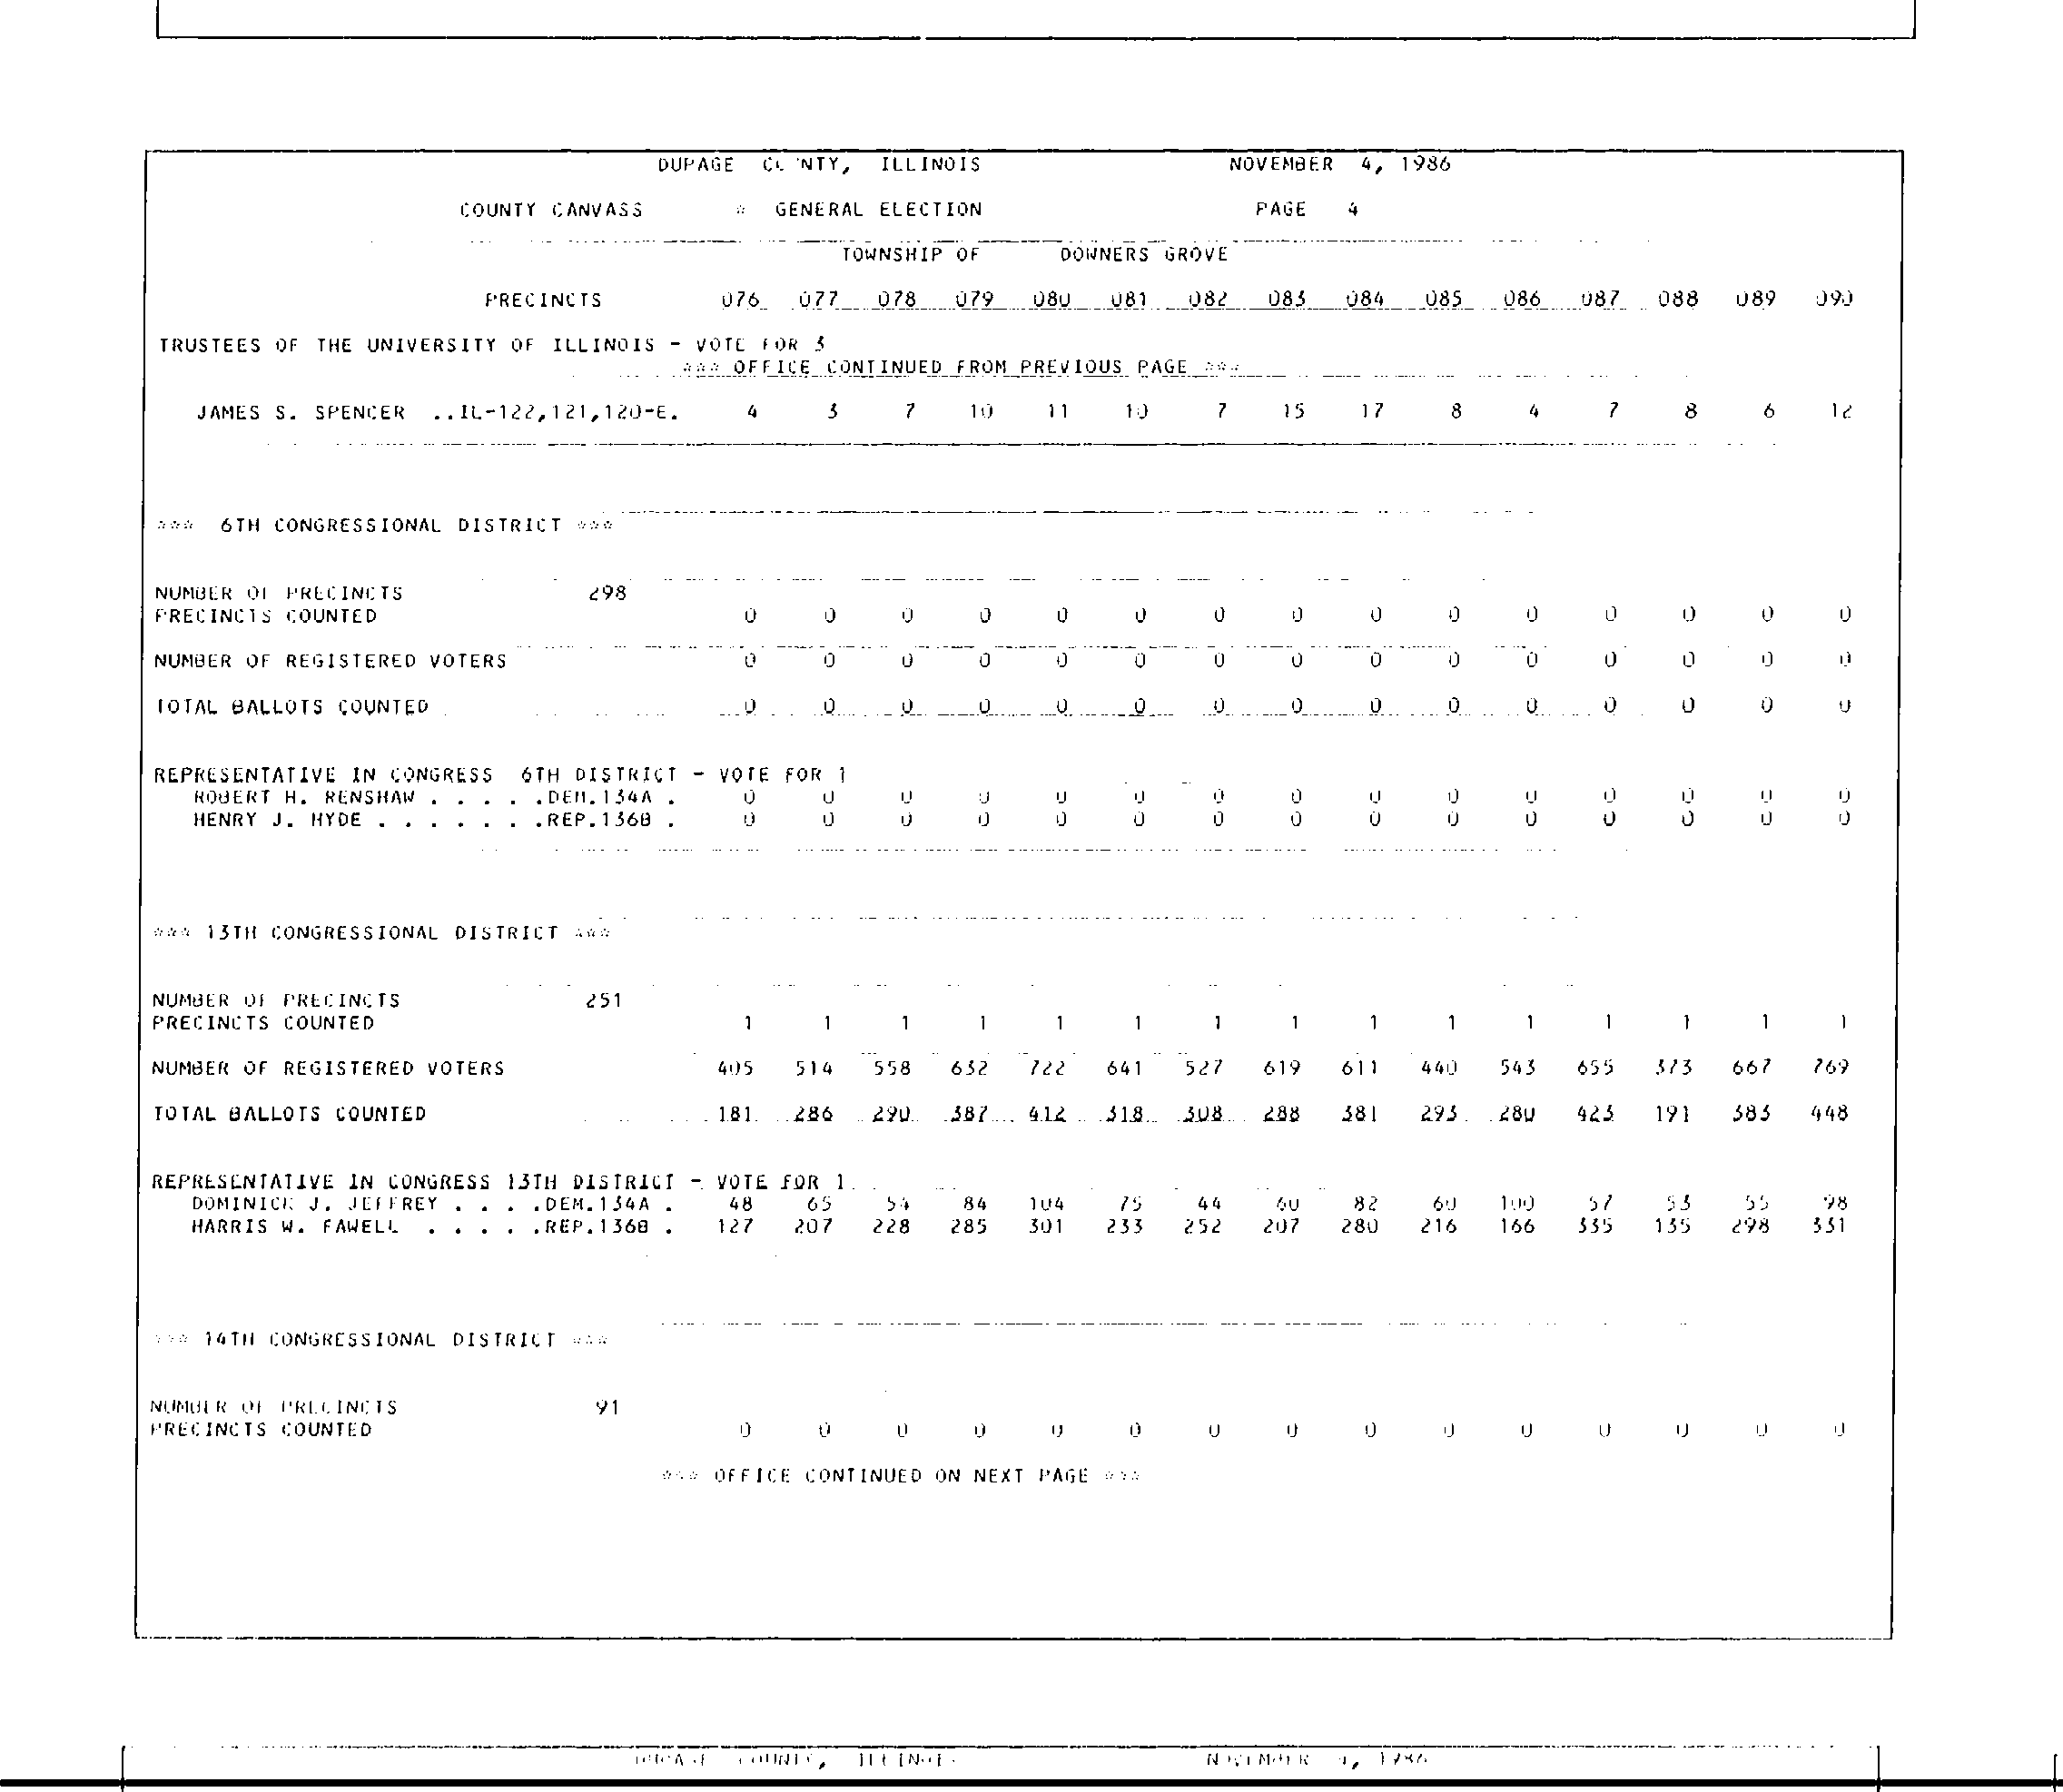 DUPAGE COUNTY, ILLINOIS NOVEMBER 4, 1986
COUNTY CANVASS * GENERAL ELECTION PAGE 4
TOWNSHIP OF DOWNERS GROVE
PRECINCTS 076 077 078 079 080 081 082 083 084 085 086 087 088 089 090
TRUSTEES OF THE UNIVERSITY OF ILLINOIS - VOTE FOR 3
*** OFFICE CONTINUED FROM PREVIOUS PAGE ***
JAMES S. SPENCER ..IL-122,121,120-E. 4 3 7 10 11 10 7 15 17 8 4 7 8 6 12
*** 6TH CONGRESSIONAL DISTRICT ***
NUMBER OF PRECINCTS 298
PRECINCTS COUNTED 0 0 0 0 0 0 0 0 0 0 0 0 0 0 0
NUMBER OF REGISTERED VOTERS 0 0 0 0 0 0 0 0 0 0 0 0 0 0 0
TOTAL BALLOTS COUNTED 0 0 0 0 0 0 0 0 0 0 0 0 0 0 0
REPRESENTATIVE IN CONGRESS 6TH DISTRICT - VOTE FOR 1
ROBERT H. RENSHAW . . . . .DEM.134A . 0 0 0 0 0 0 0 0 0 0 0 0 0 0 0
HENRY J. HYDE . . . . . . .REP.136B . 0 0 0 0 0 0 0 0 0 0 0 0 0 0 0
*** 13TH CONGRESSIONAL DISTRICT ***
NUMBER OF PRECINCTS 251
PRECINCTS COUNTED 1 1 1 1 1 1 1 1 1 1 1 1 1 1 1
NUMBER OF REGISTERED VOTERS 405 514 558 632 722 641 527 619 611 440 543 655 373 667 769
TOTAL BALLOTS COUNTED 181 286 290 387 412 318 308 288 381 293 280 423 191 383 448
REPRESENTATIVE IN CONGRESS 13TH DISTRICT - VOTE FOR 1
DOMINICK J. JEFFREY . . . .DEM.134A . 48 65 54 84 104 75 44 60 82 60 100 57 53 55 98
HARRIS W. FAWELL . . . . .REP.136B . 127 207 228 285 301 233 252 207 280 216 166 335 135 298 331
*** 14TH CONGRESSIONAL DISTRICT ***
NUMBER OF PRECINCTS 91
PRECINCTS COUNTED 0 0 0 0 0 0 0 0 0 0 0 0 0 0 0
*** OFFICE CONTINUED ON NEXT PAGE ***
DUPAGE COUNTY, ILLINOIS NOVEMBER 4, 1986